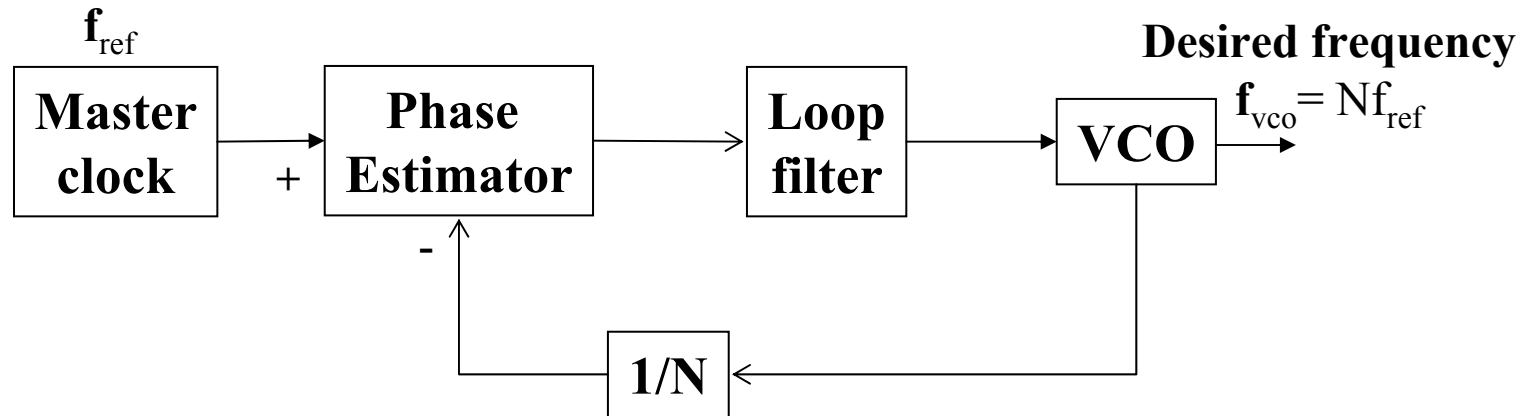 f_ref
Master
clock
+
Phase
Estimator
-
Loop
filter
VCO
Desired frequency
f_vco= Nf_ref
1/N